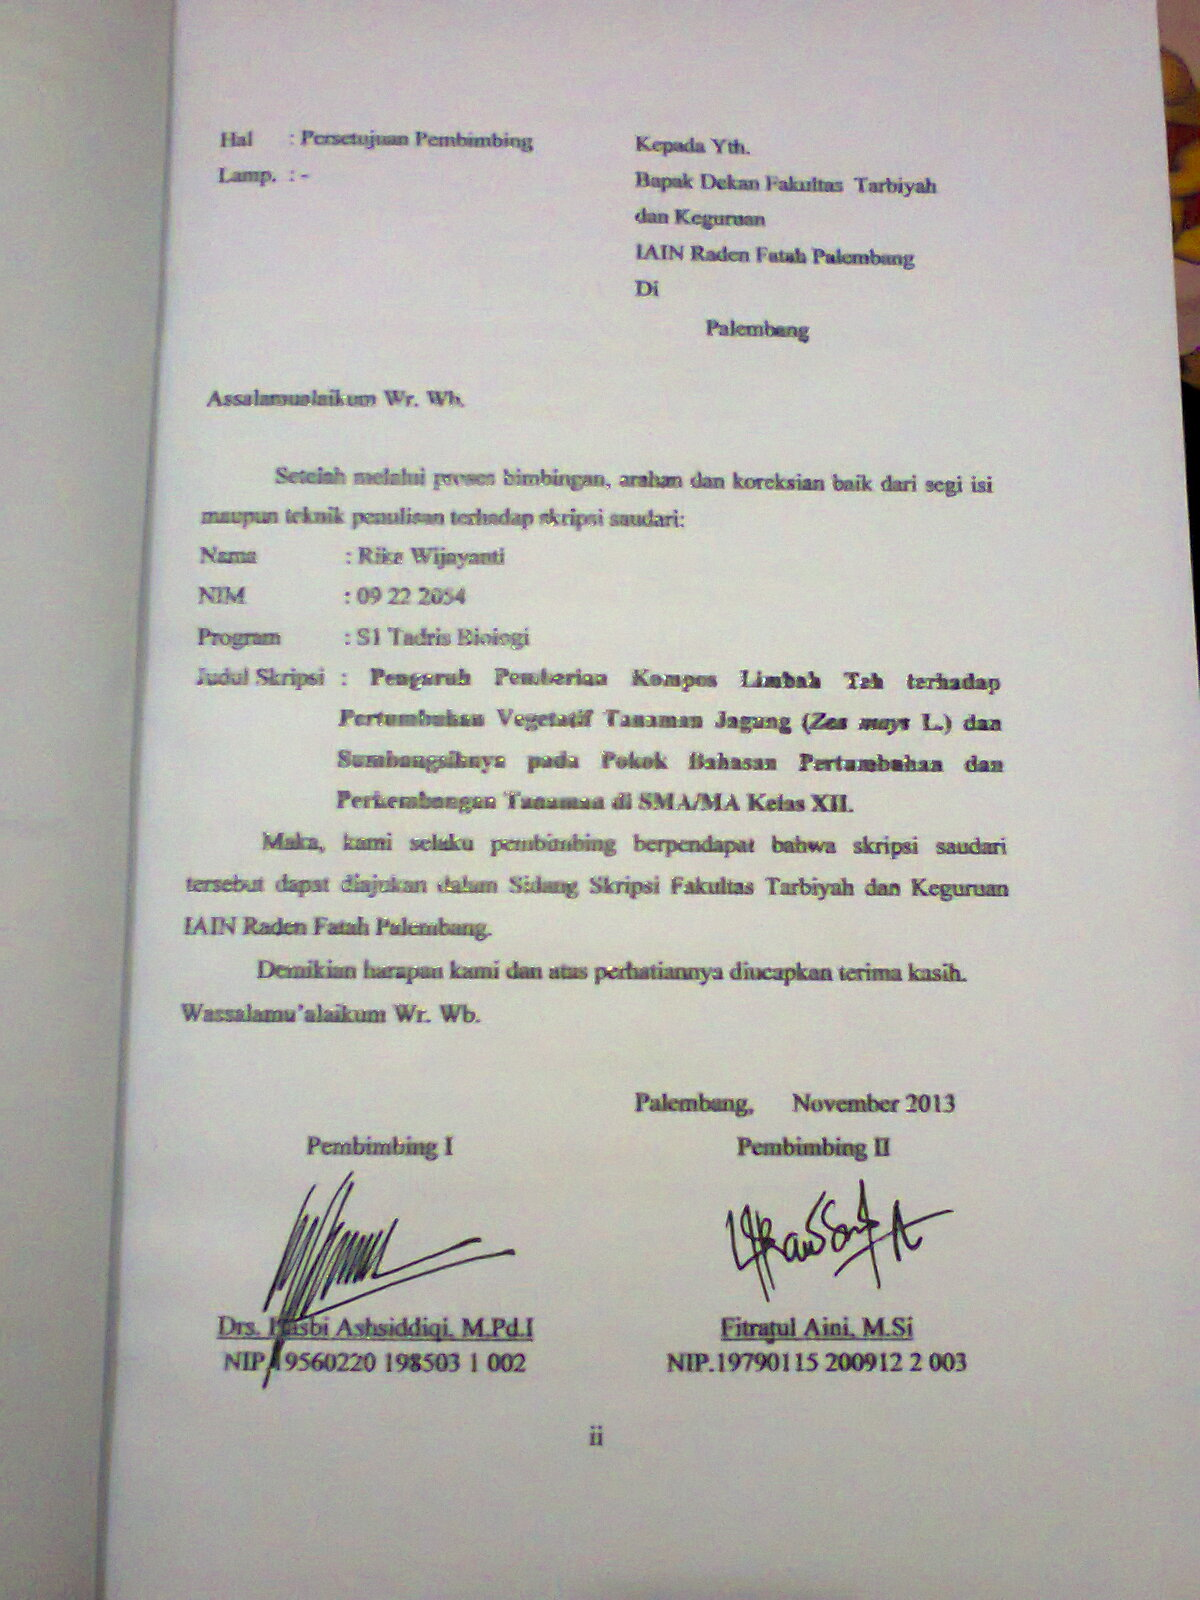 Hal : Persetujuan Pembimbing
Lamp. : -
Kepada Yth.
Bapak Dekan Fakultas Tarbiyah
dan Keguruan
IAIN Raden Fatah Palembang
Di
Palembang
Assalamualaikum Wr. Wb.
Setelah melalui proses bimbingan, arahan dan koreksian baik dari segi isi
maupun teknik penulisan terhadap skripsi saudari:
Nama : Rika Wijayanti
NIM : 09 22 2054
Program : S1 Tadris Biologi
Judul Skripsi : Pengaruh Pemberian Kompos Limbah Teh terhadap
Pertumbuhan Vegetatif Tanaman Jagung (Zea mays L.) dan
Sumbangsihnya pada Pokok Bahasan Pertumbuhan dan
Perkembangan Tanaman di SMA/MA Kelas XII.
Maka, kami selaku pembimbing berpendapat bahwa skripsi saudari
tersebut dapat diajukan dalam Sidang Skripsi Fakultas Tarbiyah dan Keguruan
IAIN Raden Fatah Palembang.
Demikian harapan kami dan atas perhatiannya diucapkan terima kasih.
Wassalamu'alaikum Wr. Wb.
Palembang, November 2013
Pembimbing I
Pembimbing II
Drs. Hasbi Ashsiddiqi, M.Pd.I
NIP.19560220 198503 1 002
Fitratul Aini, M.Si
NIP.19790115 200912 2 003
ii